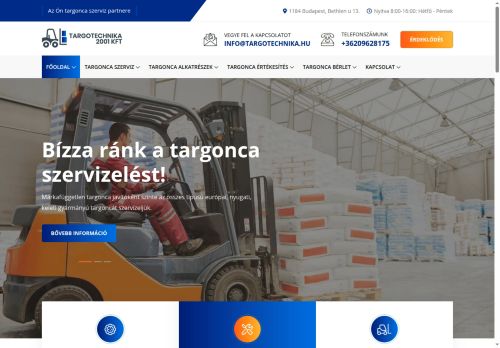 Az Ön targonca szerviz partnere
1184 Budapest, Bethlen u 13.
Nyitva 8:00-16:00: Hétfő - Péntek
TARGOTECHNIKA
2001 KFT
VEGYE FEL A KAPCSOLATOT
INFO@TARGOTECHNIKA.HU
TELEFONSZÁMUNK
+36209628175
ÉRDEKLŐDÉS
FŐOLDAL
TARGONCA SZERVIZ
TARGONCA ALKATRÉSZEK
TARGONCA ÉRTÉKESÍTÉS
TARGONCA BÉRLET
KAPCSOLAT
Bízza ránk a targonca
szervizelést!
Márkafüggetlen targonca javítóként szinte az összes típusú európai, nyugati,
keleti gyártmányú targoncát szervizeljük.
BŐVEBB INFORMÁCIÓ